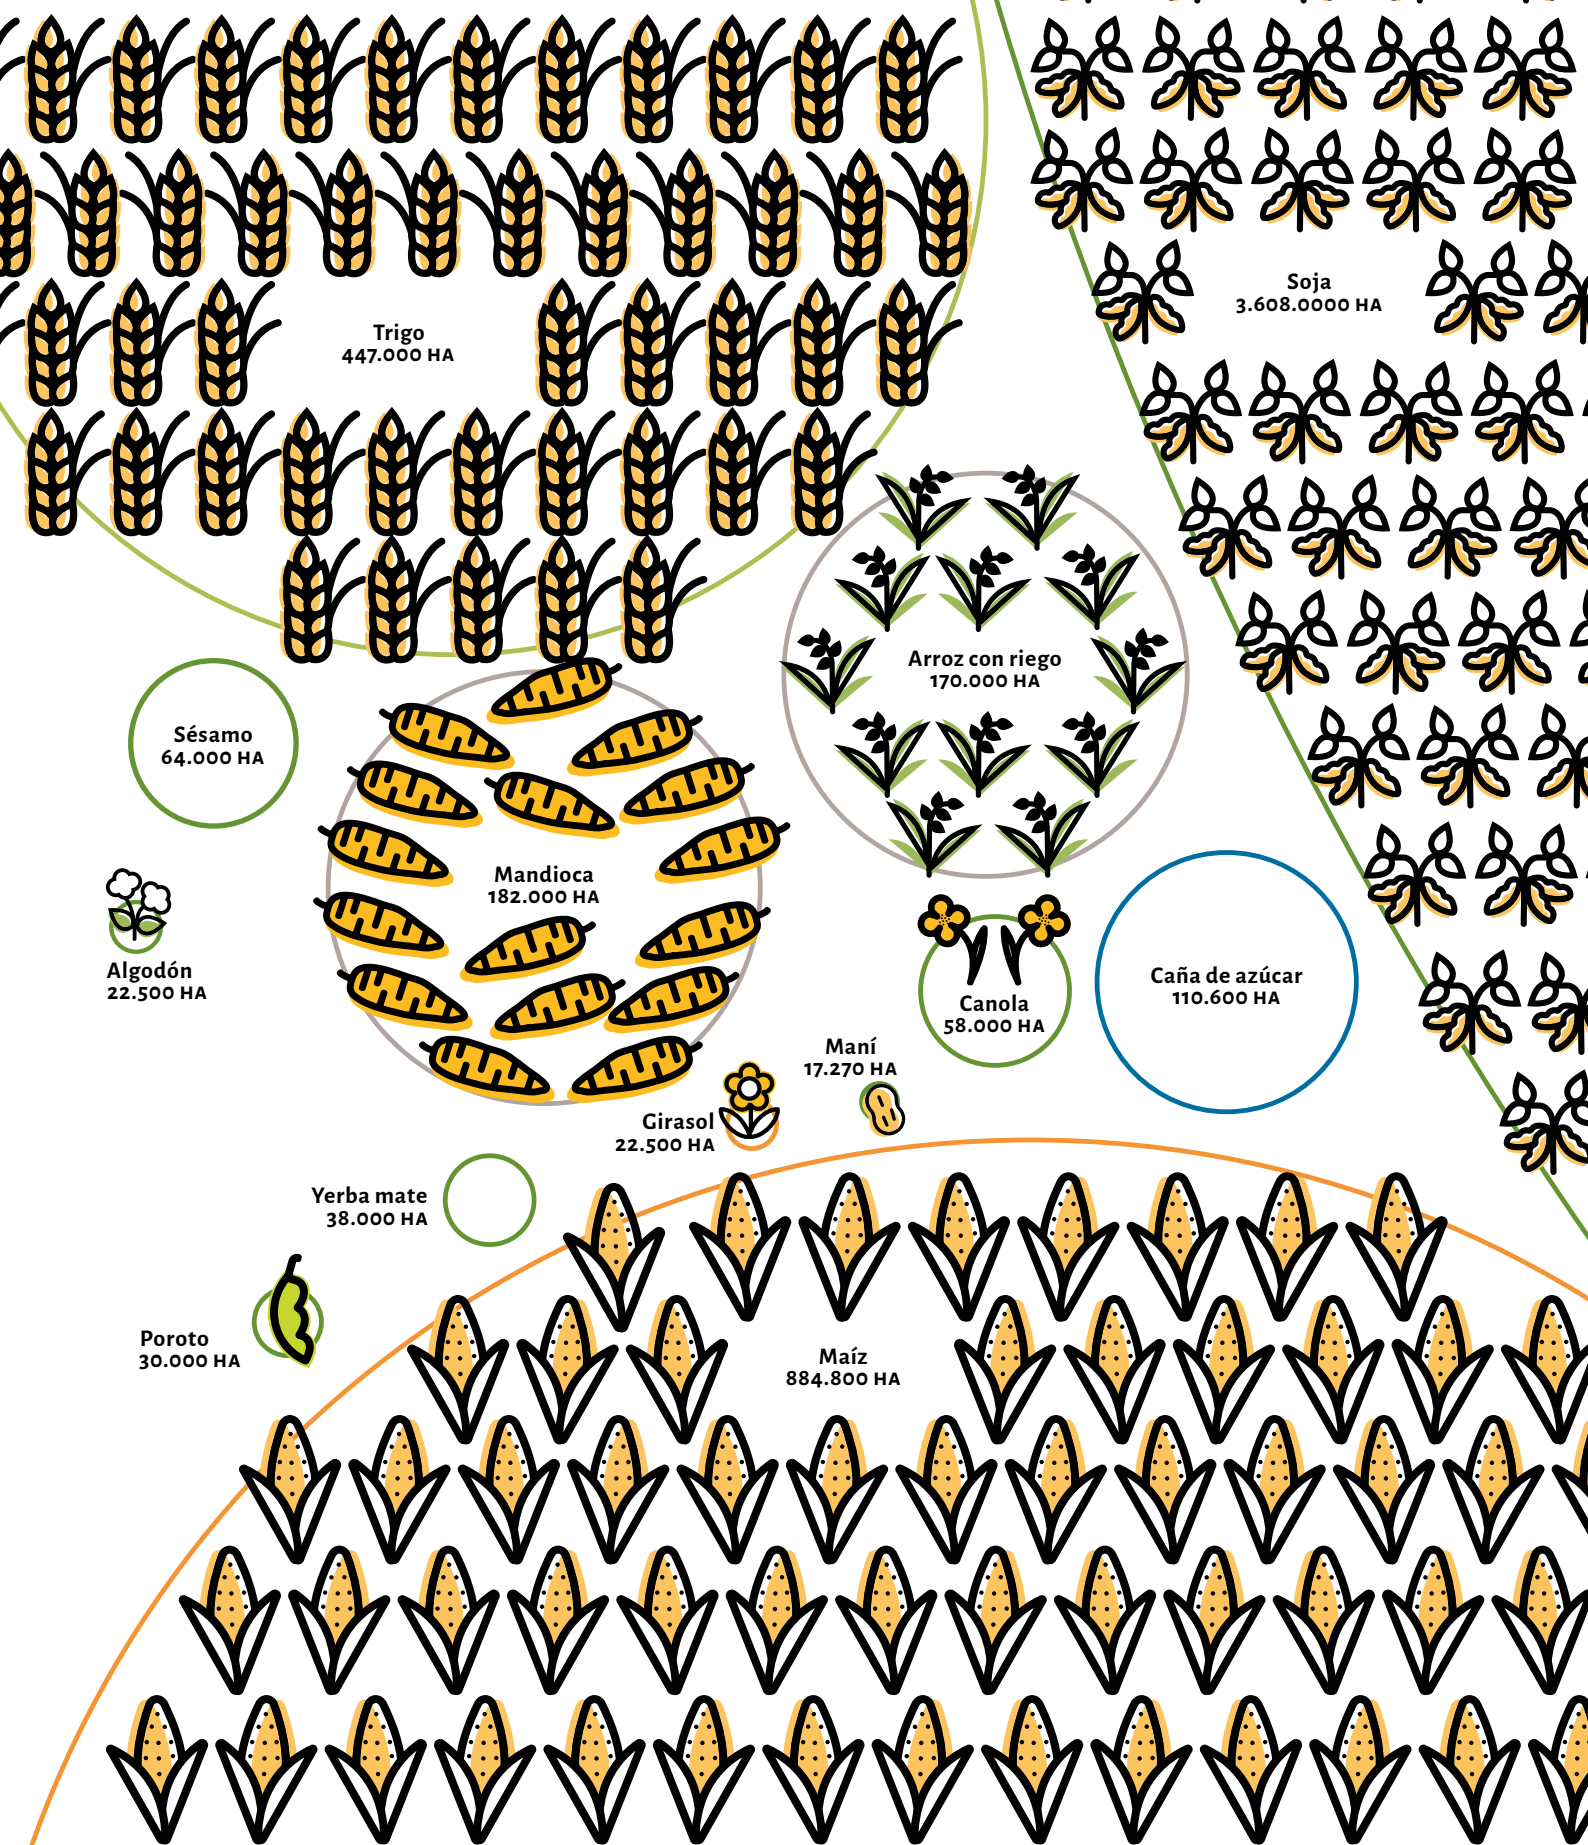 Soja
3.608.0000 HA
Trigo
447.000 HA
Arroz con riego
170.000 HA
Sésamo
64.000 HA
Mandioca
182.000 HA
Algodón
22.500 HA
Canola
58.000 HA
Caña de azúcar
110.600 HA
Maní
17.270 HA
Girasol
22.500 HA
Yerba mate
38.000 HA
Poroto
30.000 HA
Maíz
884.800 HA